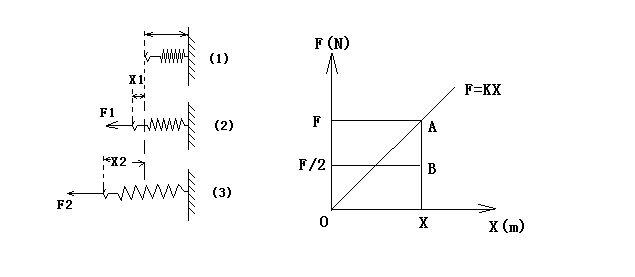 (1)
X1
F1
(2)
X2
(3)
F2
F(N)
F=KX
F
A
F/2
B
O
X
X(m)